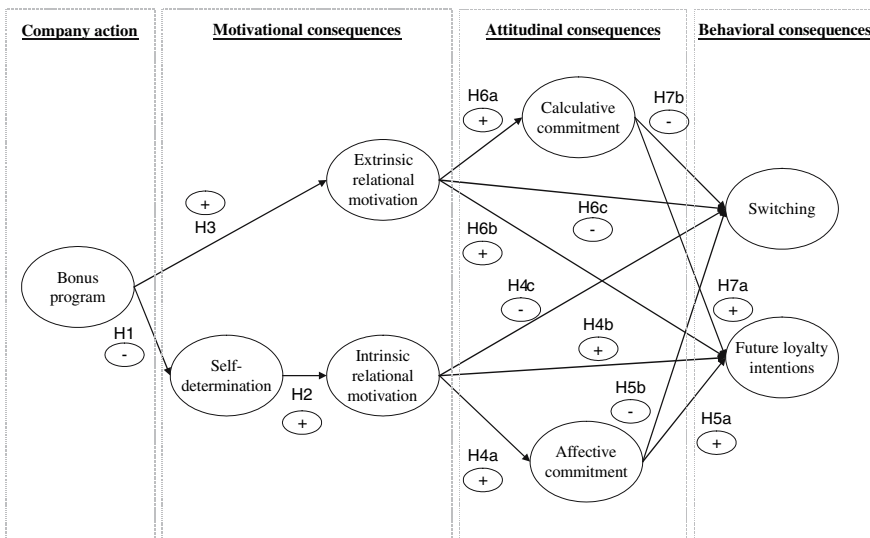 Company action
Motivational consequences
Attitudinal consequences
Behavioral consequences
H6a
+
Calculative
commitment
H7b
-
Extrinsic
relational
motivation
+
H3
H6c
-
Switching
H6b
+
Bonus
program
H4c
-
H7a
+
H1
-
H4b
+
Self-
determination
H2
+
Intrinsic
relational
motivation
Future loyalty
intentions
H5b
-
H5a
+
H4a
+
Affective
commitment